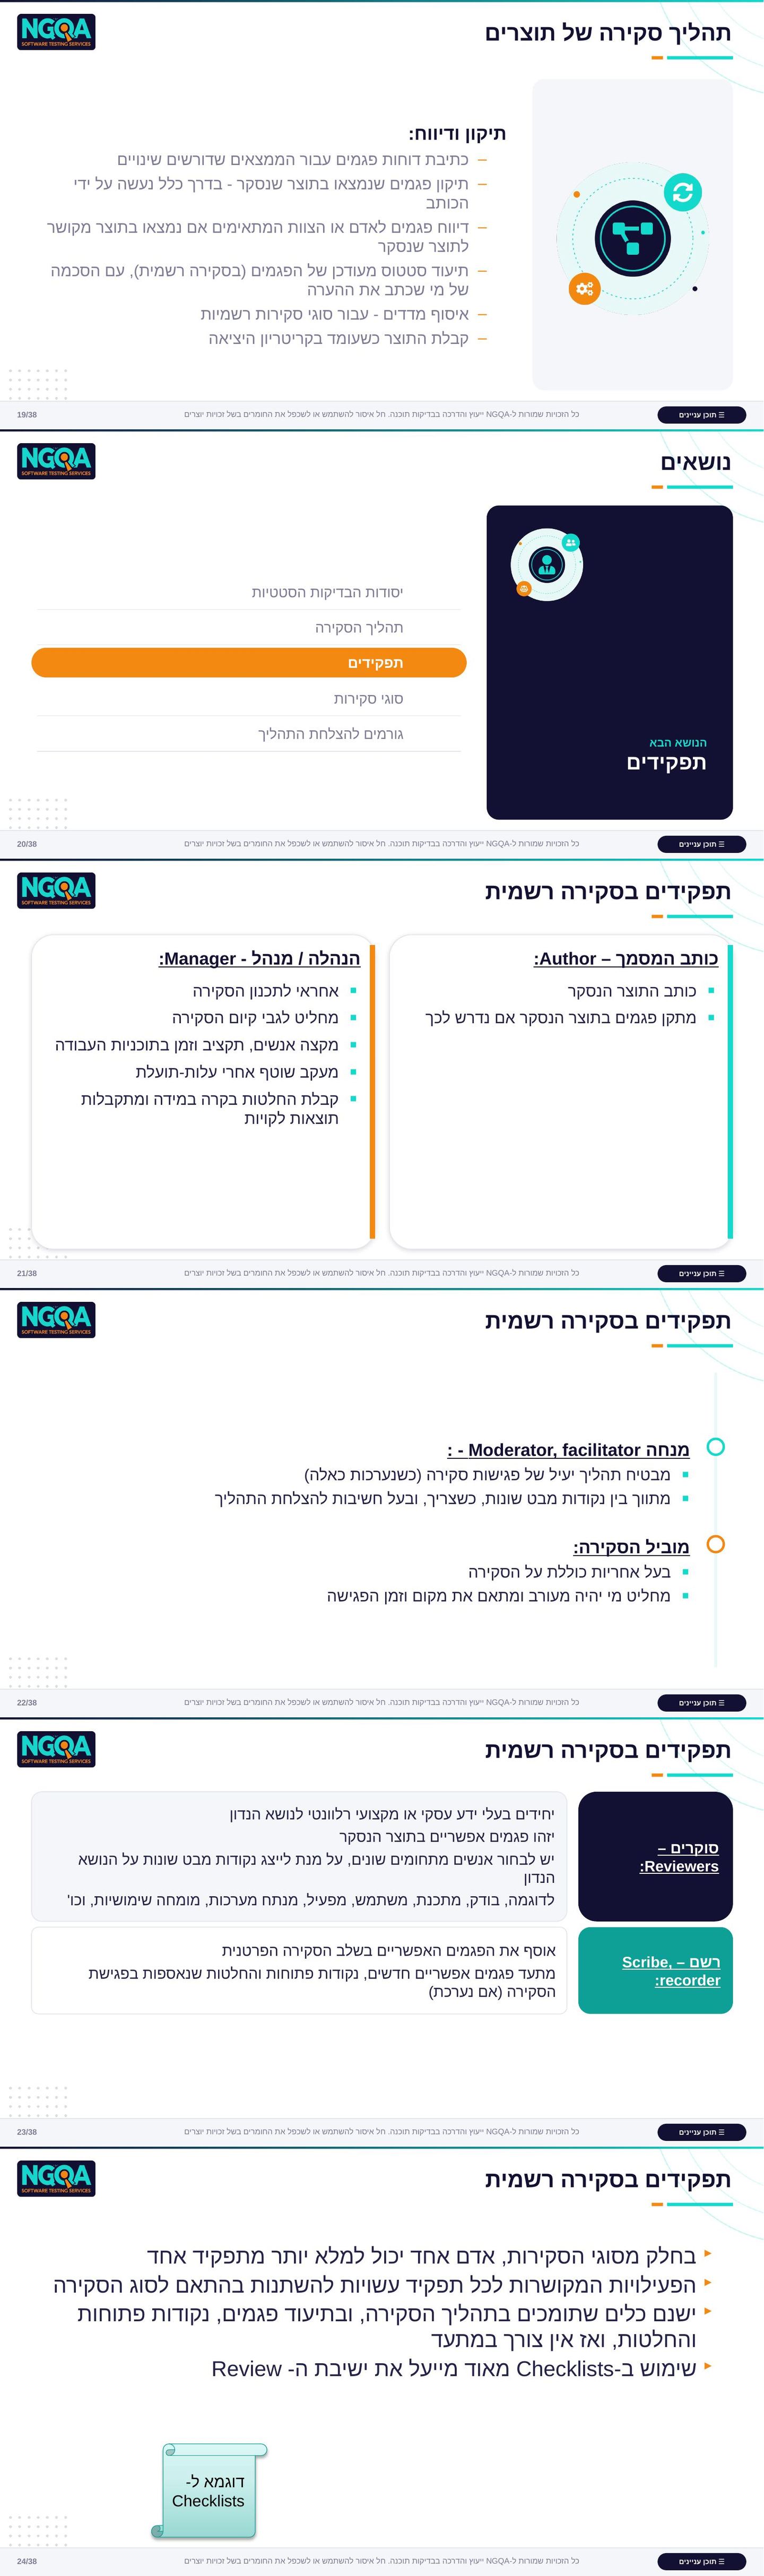 תהליך סקירה של תוצרים
NGQA
SOFTWARE TESTING SERVICES
תיקון ודיווח:
– כתיבת דוחות פגמים עבור הממצאים שדורשים שינויים
– תיקון פגמים שנמצאו בתוצר שנסקר - בדרך כלל נעשה על ידי
הכותב
– דיווח פגמים לאדם או הצוות המתאימים אם נמצאו בתוצר מקושר
לתוצר שנסקר
– תיעוד סטטוס מעודכן של הפגמים (בסקירה רשמית), עם הסכמה
של מי שכתב את ההערה
– איסוף מדדים - עבור סוגי סקירות רשמיות
– קבלת התוצר כשעומד בקריטריון היציאה
☰ תוכן עניינים
כל הזכויות שמורות ל-NGQA ייעוץ והדרכה בבדיקות תוכנה. חל איסור להשתמש או לשכפל את החומרים בשל זכויות יוצרים
19/38
נושאים
NGQA
SOFTWARE TESTING SERVICES
יסודות הבדיקות הסטטיות
תהליך הסקירה
תפקידים
סוגי סקירות
גורמים להצלחת התהליך
הנושא הבא
תפקידים
☰ תוכן עניינים
כל הזכויות שמורות ל-NGQA ייעוץ והדרכה בבדיקות תוכנה. חל איסור להשתמש או לשכפל את החומרים בשל זכויות יוצרים
20/38
תפקידים בסקירה רשמית
NGQA
SOFTWARE TESTING SERVICES
כותב המסמך – Author:
כותב התוצר הנסקר
מתקן פגמים בתוצר הנסקר אם נדרש לכך
הנהלה / מנהל - Manager:
אחראי לתכנון הסקירה
מחליט לגבי קיום הסקירה
מקצה אנשים, תקציב וזמן בתוכניות העבודה
מעקב שוטף אחרי עלות-תועלת
קבלת החלטות בקרה במידה ומתקבלות
תוצאות לקויות
☰ תוכן עניינים
כל הזכויות שמורות ל-NGQA ייעוץ והדרכה בבדיקות תוכנה. חל איסור להשתמש או לשכפל את החומרים בשל זכויות יוצרים
21/38
תפקידים בסקירה רשמית
NGQA
SOFTWARE TESTING SERVICES
מנחה Moderator, facilitator - :
מבטיח תהליך יעיל של פגישות סקירה (כשנערכות כאלה)
מתווך בין נקודות מבט שונות, כשצריך, ובעל חשיבות להצלחת התהליך
מוביל הסקירה:
בעל אחריות כוללת על הסקירה
מחליט מי יהיה מעורב ומתאם את מקום וזמן הפגישה
☰ תוכן עניינים
כל הזכויות שמורות ל-NGQA ייעוץ והדרכה בבדיקות תוכנה. חל איסור להשתמש או לשכפל את החומרים בשל זכויות יוצרים
22/38
תפקידים בסקירה רשמית
NGQA
SOFTWARE TESTING SERVICES
סוקרים –
Reviewers:
יחידים בעלי ידע עסקי או מקצועי רלוונטי לנושא הנדון
יזהו פגמים אפשריים בתוצר הנסקר
יש לבחור אנשים מתחומים שונים, על מנת לייצג נקודות מבט שונות על הנושא
הנדון
לדוגמה, בודק, מתכנת, משתמש, מפעיל, מנתח מערכות, מומחה שימושיות, וכו'
רשם – Scribe,
recorder:
אוסף את הפגמים האפשריים בשלב הסקירה הפרטנית
מתעד פגמים אפשריים חדשים, נקודות פתוחות והחלטות שנאספות בפגישת
הסקירה (אם נערכת)
☰ תוכן עניינים
כל הזכויות שמורות ל-NGQA ייעוץ והדרכה בבדיקות תוכנה. חל איסור להשתמש או לשכפל את החומרים בשל זכויות יוצרים
23/38
תפקידים בסקירה רשמית
NGQA
SOFTWARE TESTING SERVICES
בחלק מסוגי הסקירות, אדם אחד יכול למלא יותר מתפקיד אחד
הפעילויות המקושרות לכל תפקיד עשויות להשתנות בהתאם לסוג הסקירה
ישנם כלים שתומכים בתהליך הסקירה, ובתיעוד פגמים, נקודות פתוחות
והחלטות, ואז אין צורך במתעד
שימוש ב-Checklists מאוד מייעל את ישיבת ה- Review
דוגמא ל-
Checklists
☰ תוכן עניינים
כל הזכויות שמורות ל-NGQA ייעוץ והדרכה בבדיקות תוכנה. חל איסור להשתמש או לשכפל את החומרים בשל זכויות יוצרים
24/38